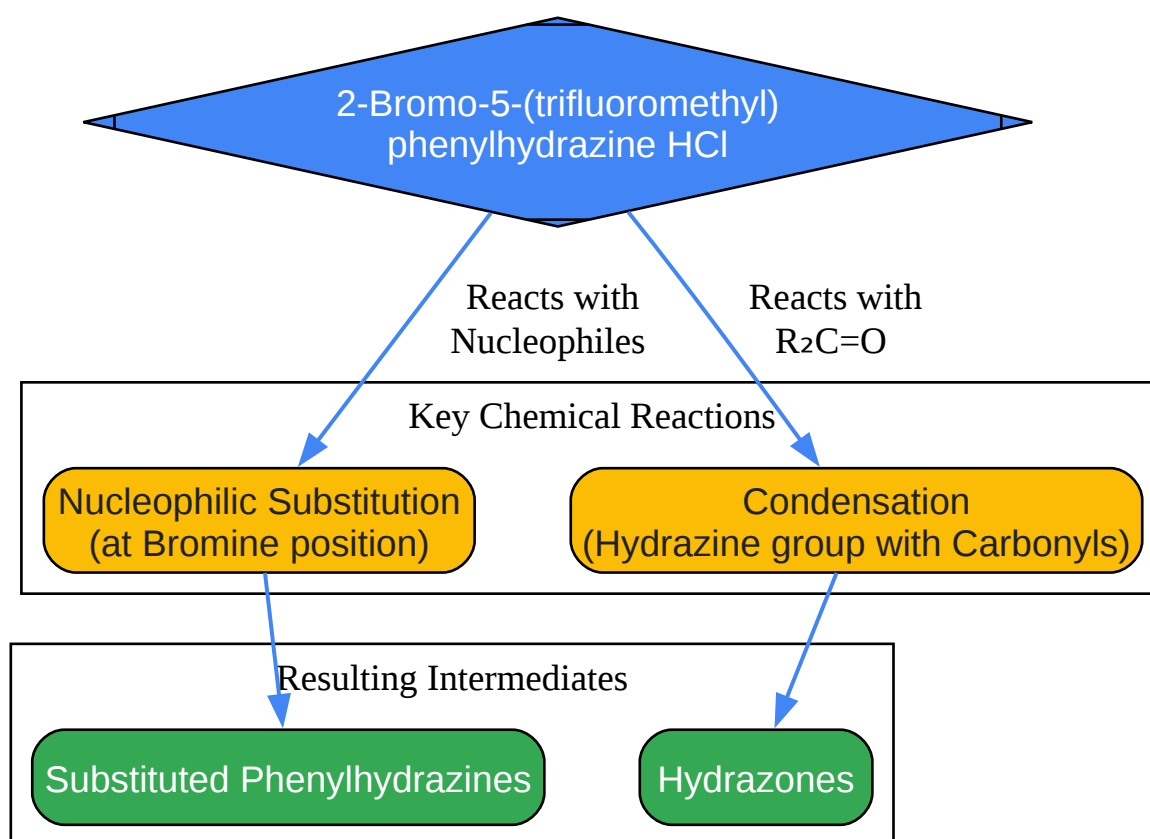 2-Bromo-5-(trifluoromethyl)
phenylhydrazine HCl
Reacts with
Nucleophiles
Reacts with
R₂C=O
Key Chemical Reactions
Nucleophilic Substitution
(at Bromine position)
Condensation
(Hydrazine group with Carbonyls)
Resulting Intermediates
Substituted Phenylhydrazines
Hydrazones